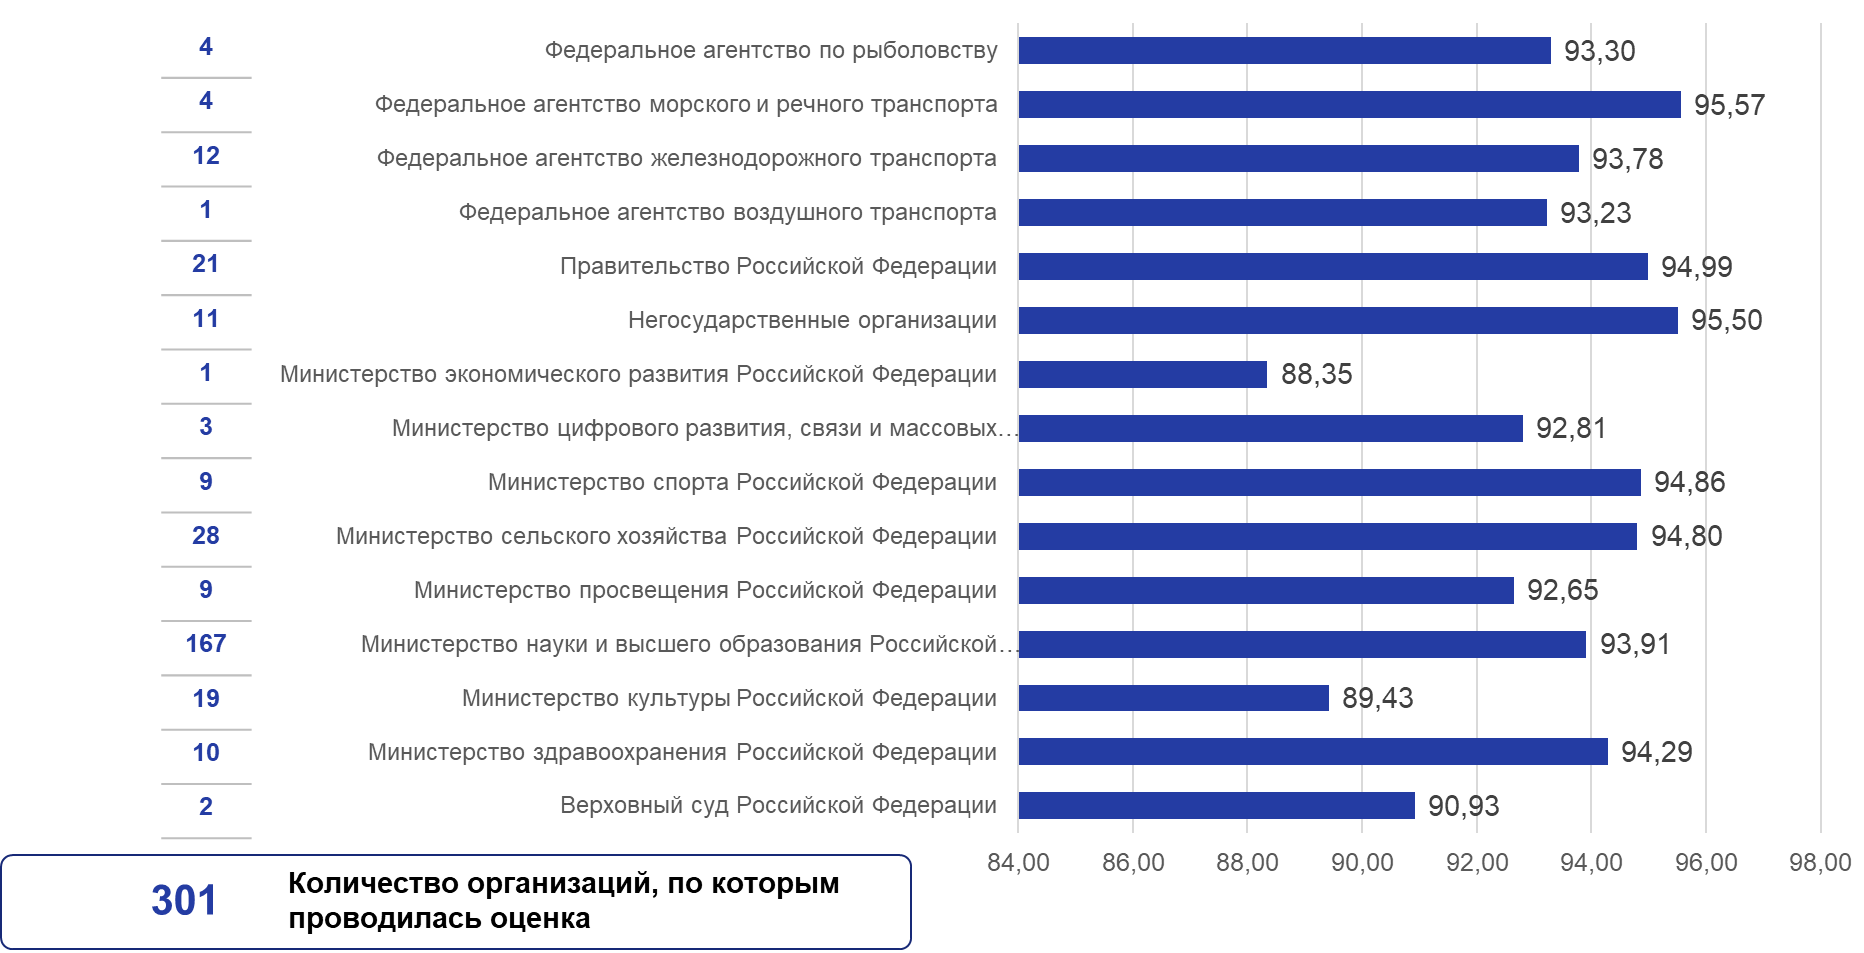 4 Федеральное агентство по рыболовству 93,30
4 Федеральное агентство морского и речного транспорта 95,57
12 Федеральное агентство железнодорожного транспорта 93,78
1 Федеральное агентство воздушного транспорта 93,23
21 Правительство Российской Федерации 94,99
11 Негосударственные организации 95,50
1 Министерство экономического развития Российской Федерации 88,35
3 Министерство цифрового развития, связи и массовых… 92,81
9 Министерство спорта Российской Федерации 94,86
28 Министерство сельского хозяйства Российской Федерации 94,80
9 Министерство просвещения Российской Федерации 92,65
167 Министерство науки и высшего образования Российской… 93,91
19 Министерство культуры Российской Федерации 89,43
10 Министерство здравоохранения Российской Федерации 94,29
2 Верховный суд Российской Федерации 90,93
84,00 86,00 88,00 90,00 92,00 94,00 96,00 98,00
301 Количество организаций, по которым
проводилась оценка